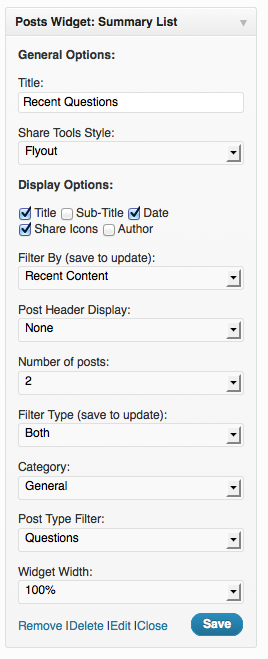 Posts Widget: Summary List
General Options:
Title:
Recent Questions
Share Tools Style:
Flyout
Display Options:
Title Sub-Title Date
Share Icons Author
Filter By (save to update):
Recent Content
Post Header Display:
None
Number of posts:
2
Filter Type (save to update):
Both
Category:
General
Post Type Filter:
Questions
Widget Width:
100%
Remove |Delete |Edit |Close Save